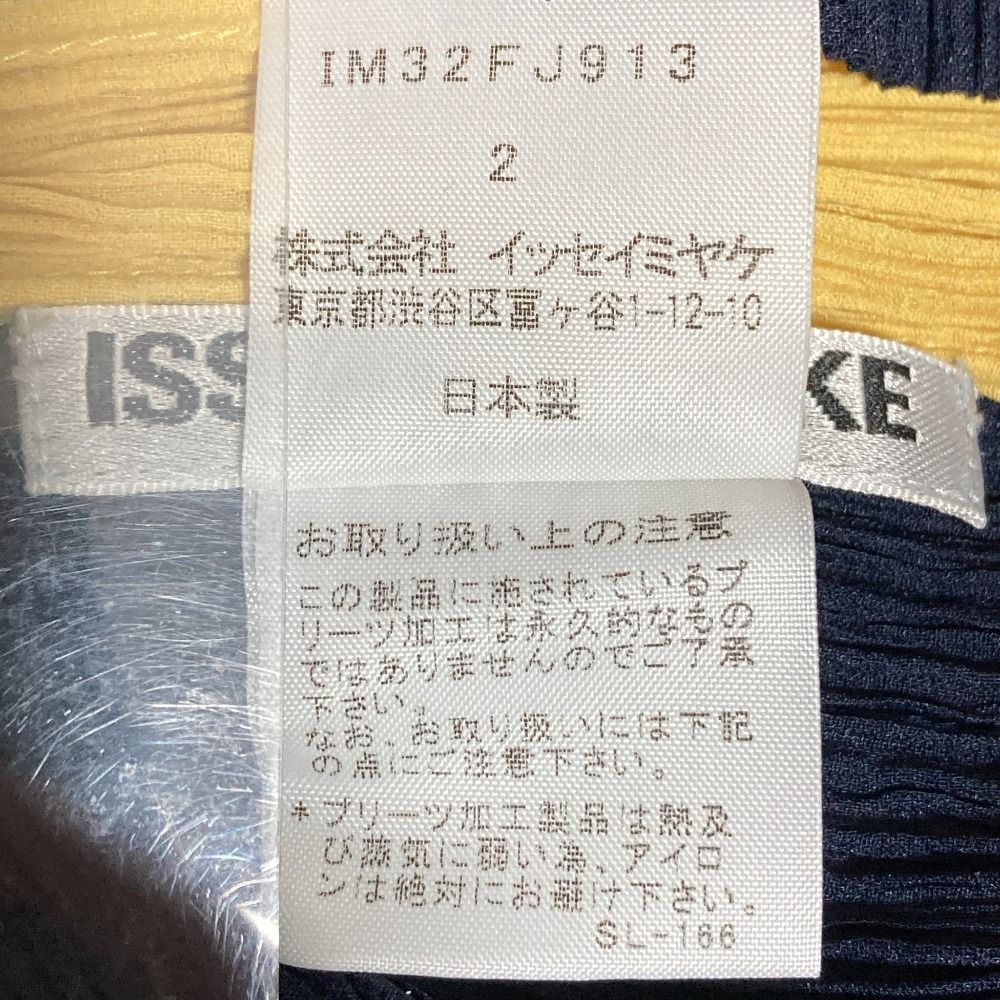 IM32FJ913
2
株式会社 イッセイミヤケ
東京都渋谷区富ヶ谷1-12-10
ISS
KE
日本製
お取り扱い上の注意
この製品に施されているプ
リーツ加工は永久的なもの
ではありませんのでご了承
下さい。
なお、お取り扱いには下記
の点にご注意下さい。
*プリーツ加工製品は熱及
び蒸気に弱い為、アイロ
ンは絶対にお避け下さい。
SL-166